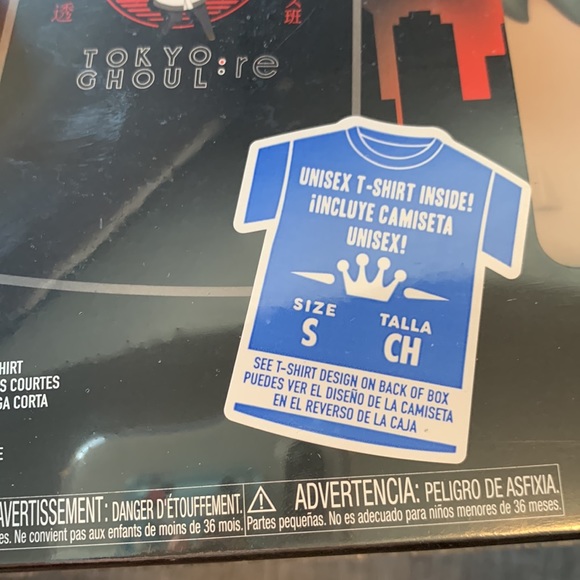 透
班
TOKYO
GHOUL:re
UNISEX T-SHIRT INSIDE!
¡INCLUYE CAMISETA
UNISEX!
SIZE
S
TALLA
CH
SEE T-SHIRT DESIGN ON BACK OF BOX
PUEDES VER EL DISEÑO DE LA CAMISETA
EN EL REVERSO DE LA CAJA
COURTES
CORTA
AVERTISSEMENT: DANGER D'ÉTOUFFEMENT.
Ne convient pas aux enfants de moins de 36 mois.
ADVERTENCIA: PELIGRO DE ASFIXIA.
Partes pequeñas. No es adecuado para niños menores de 36 meses.